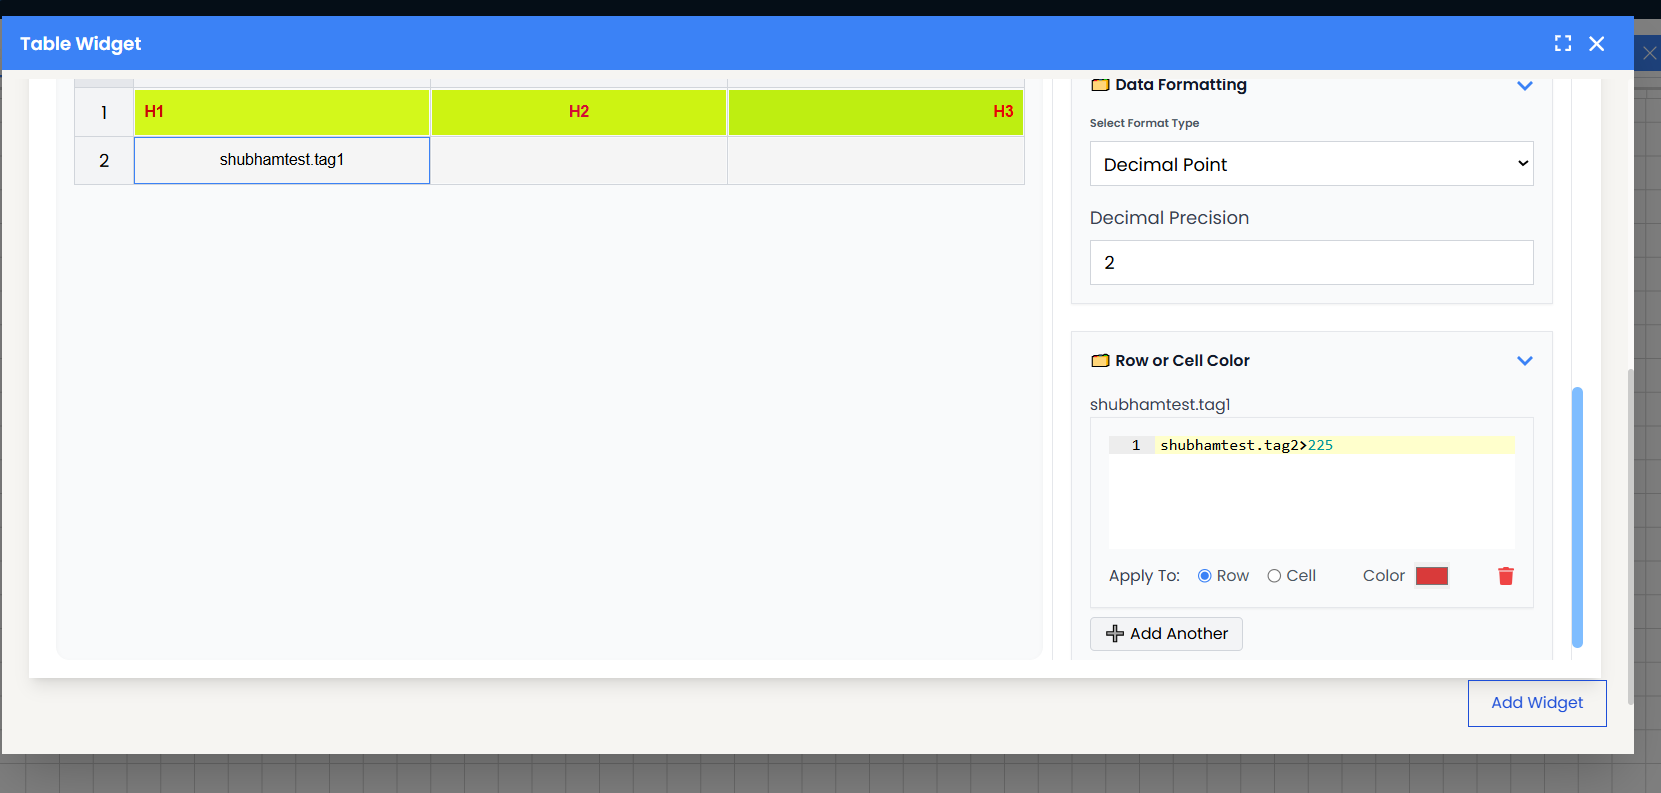 Table Widget
1 H1 H2 H3
2 shubhamtest.tag1
Data Formatting
Select Format Type
Decimal Point
Decimal Precision
2
Row or Cell Color
shubhamtest.tag1
1 shubhamtest.tag2>225
Apply To: Row Cell Color
Add Another
Add Widget